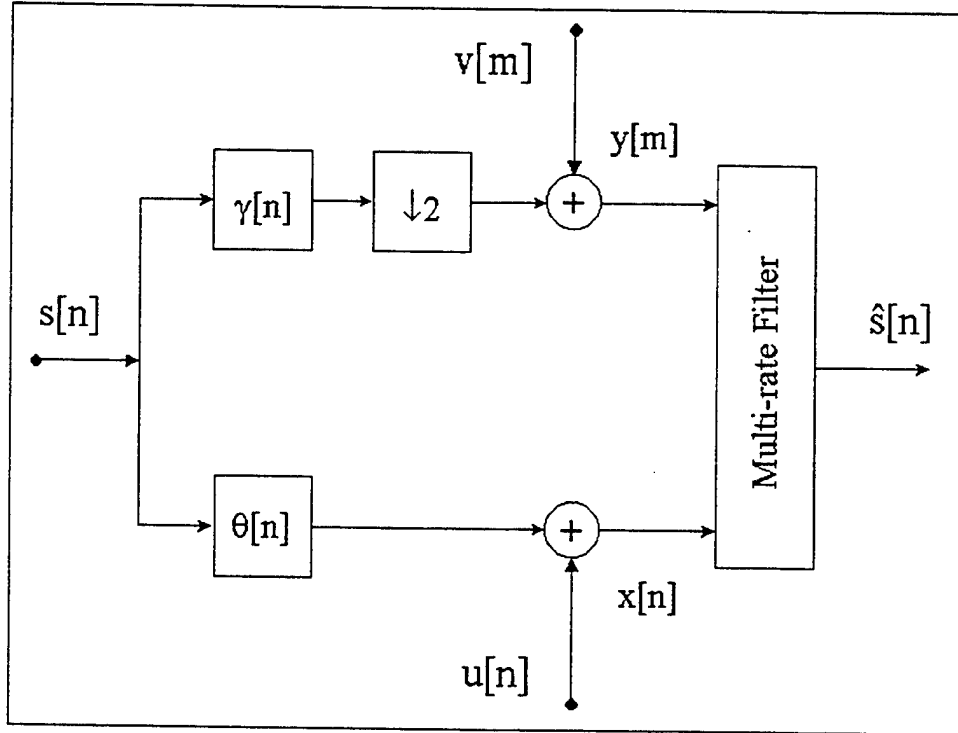 v[m]
y[m]
γ[n]
↓2
+
s[n]
Multi-rate Filter
ŝ[n]
θ[n]
+
x[n]
u[n]